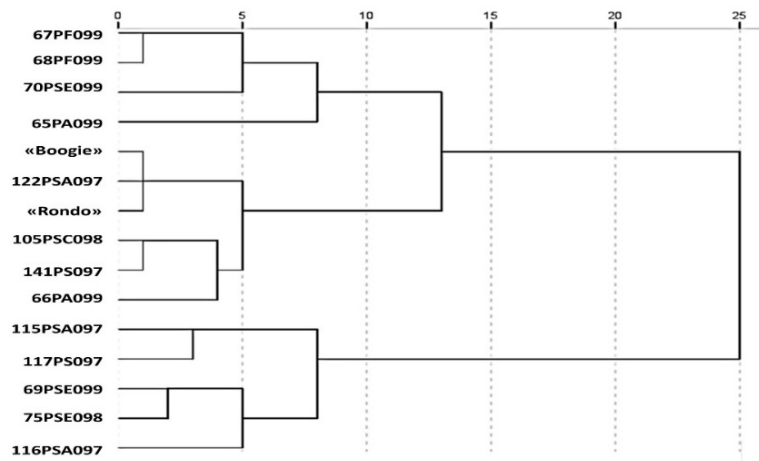 0 5 10 15 20 25
67PF099
68PF099
70PSE099
65PA099
«Boogie»
122PSA097
«Rondo»
105PSC098
141PS097
66PA099
115PSA097
117PS097
69PSE099
75PSE098
116PSA097